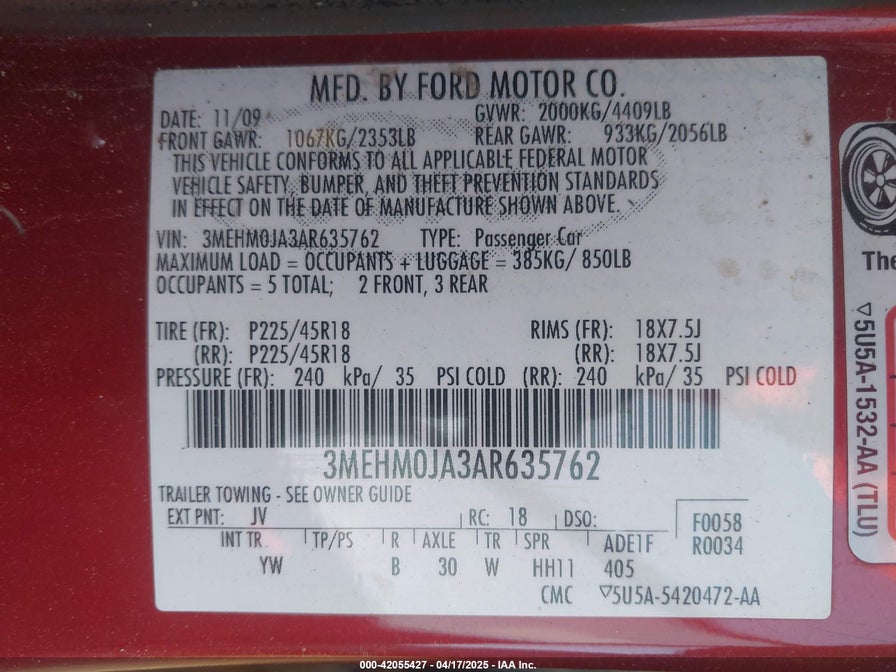 MFD. BY FORD MOTOR CO.
DATE: 11/09 GVWR: 2000KG/4409LB
FRONT GAWR: 1067KG/2353LB REAR GAWR: 933KG/2056LB
THIS VEHICLE CONFORMS TO ALL APPLICABLE FEDERAL MOTOR
VEHICLE SAFETY, BUMPER, AND THEFT PREVENTION STANDARDS
IN EFFECT ON THE DATE OF MANUFACTURE SHOWN ABOVE.
VIN: 3MEHM0JA3AR635762 TYPE: Passenger Car
MAXIMUM LOAD = OCCUPANTS + LUGGAGE = 385KG/ 850LB
OCCUPANTS = 5 TOTAL; 2 FRONT, 3 REAR
TIRE (FR): P225/45R18 RIMS (FR): 18X7.5J
(RR): P225/45R18 (RR): 18X7.5J
PRESSURE (FR): 240 kPa/ 35 PSI COLD (RR): 240 kPa/ 35 PSI COLD
3MEHM0JA3AR635762
TRAILER TOWING - SEE OWNER GUIDE
EXT PNT: JV RC: 18 DSO: F0058
R0034
INT TR TP/PS R AXLE TR SPR ADE1F
YW B 30 W HH11 405
CMC ▽5U5A-5420472-AA
The
▽5U5A-1532-AA (TLU)
000-42055427 - 04/17/2025 - IAA Inc.